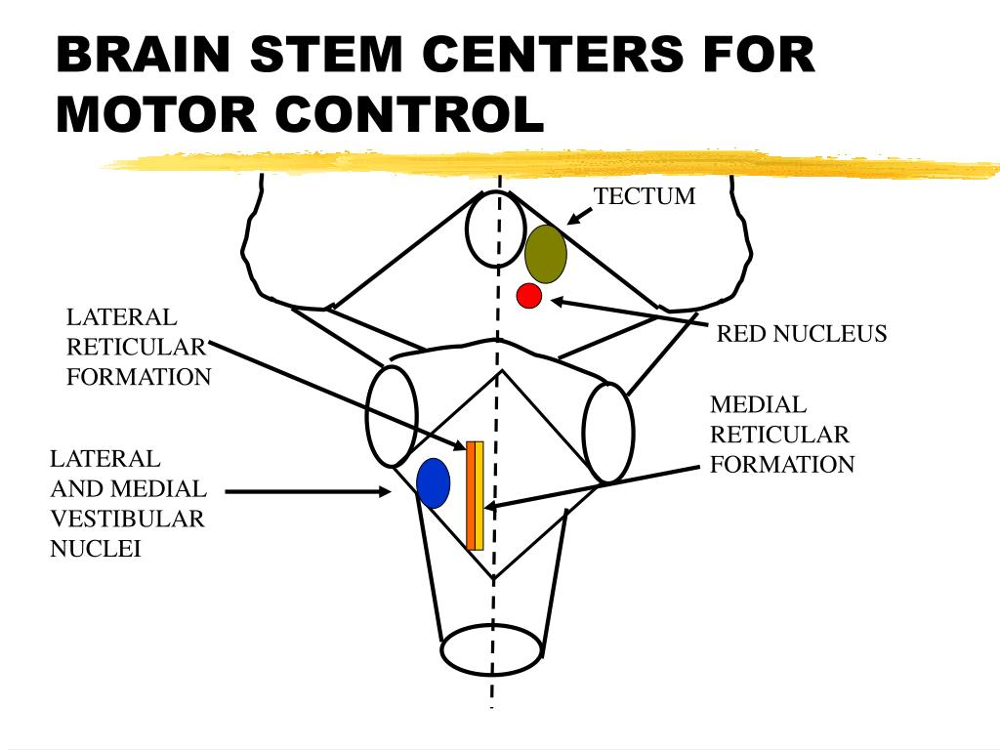 BRAIN STEM CENTERS FOR
MOTOR CONTROL
TECTUM
LATERAL
RETICULAR
FORMATION
RED NUCLEUS
MEDIAL
RETICULAR
FORMATION
LATERAL
AND MEDIAL
VESTIBULAR
NUCLEI